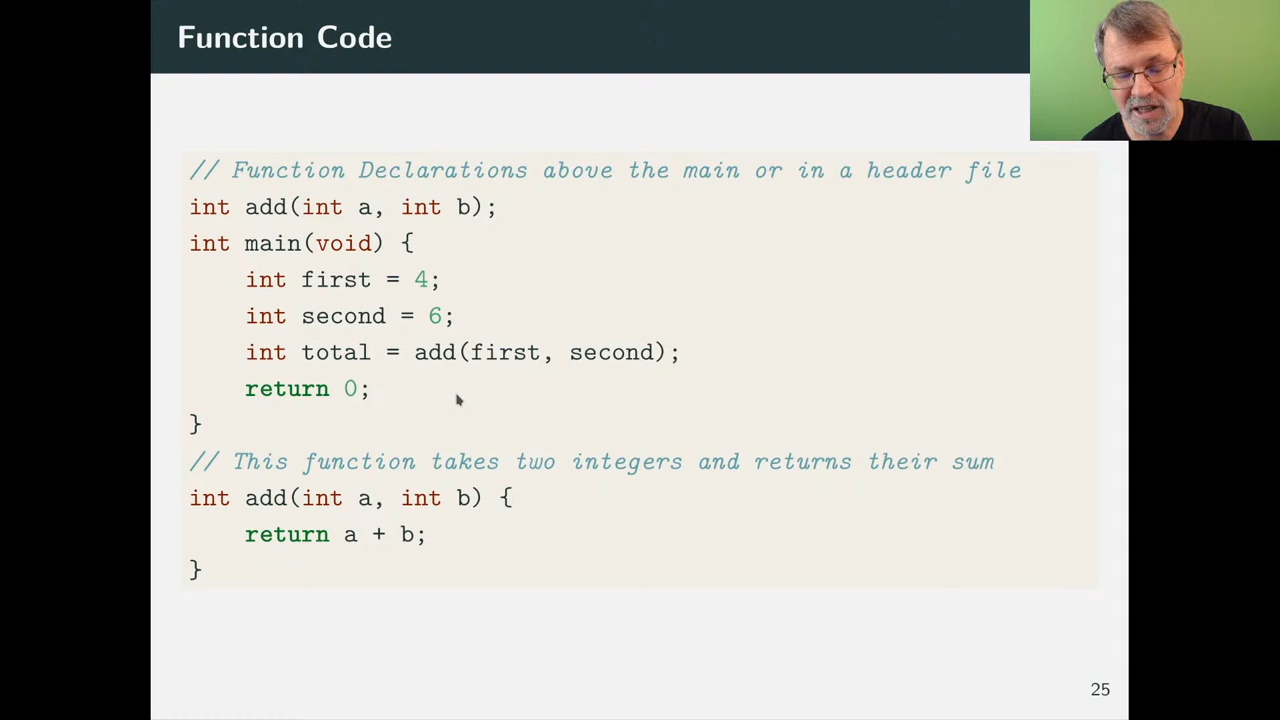 Function Code
// Function Declarations above the main or in a header file
int add(int a, int b);
int main(void) {
    int first = 4;
    int second = 6;
    int total = add(first, second);
    return 0;
}
// This function takes two integers and returns their sum
int add(int a, int b) {
    return a + b;
}
25